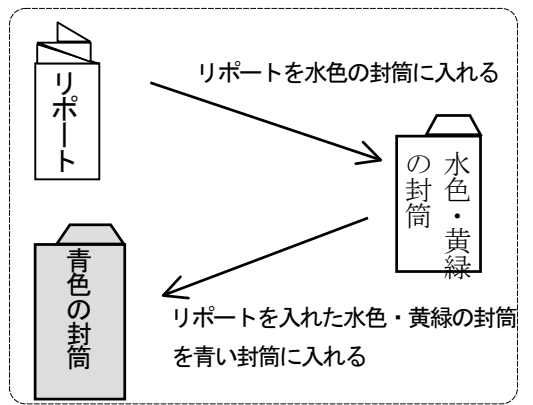 リポート
リポートを水色の封筒に入れる
水色・黄緑
の封筒
青色の封筒
リポートを入れた水色・黄緑の封筒
を青い封筒に入れる